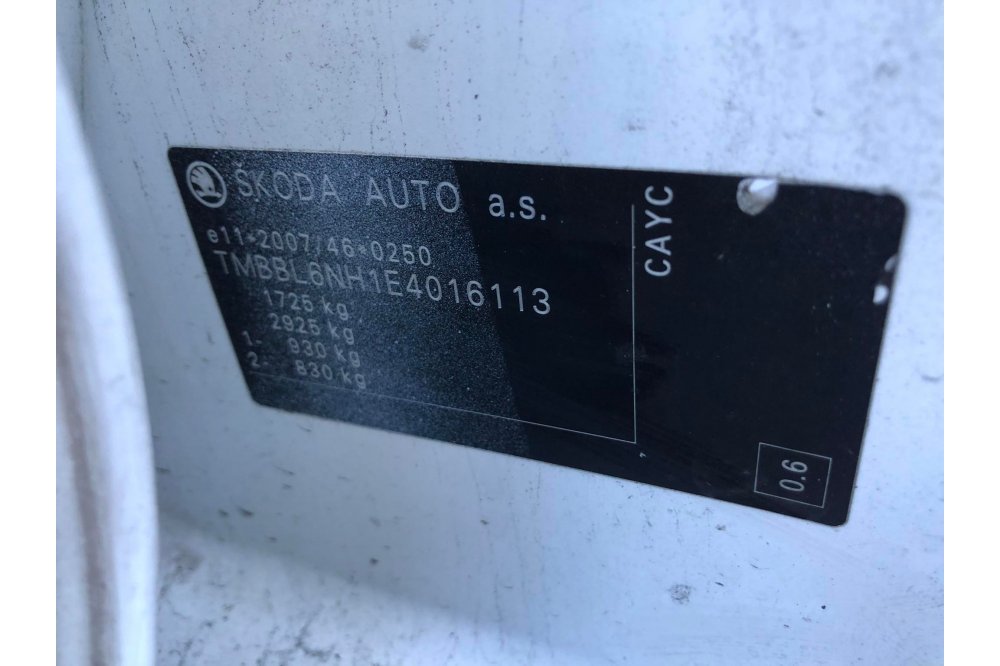 ŠKODA AUTO a.s.
e11*2007/46*0250
TMBBL6NH1E4016113
1725 kg
2925 kg
1. 930 kg
2. 830 kg
CAYC
0.6